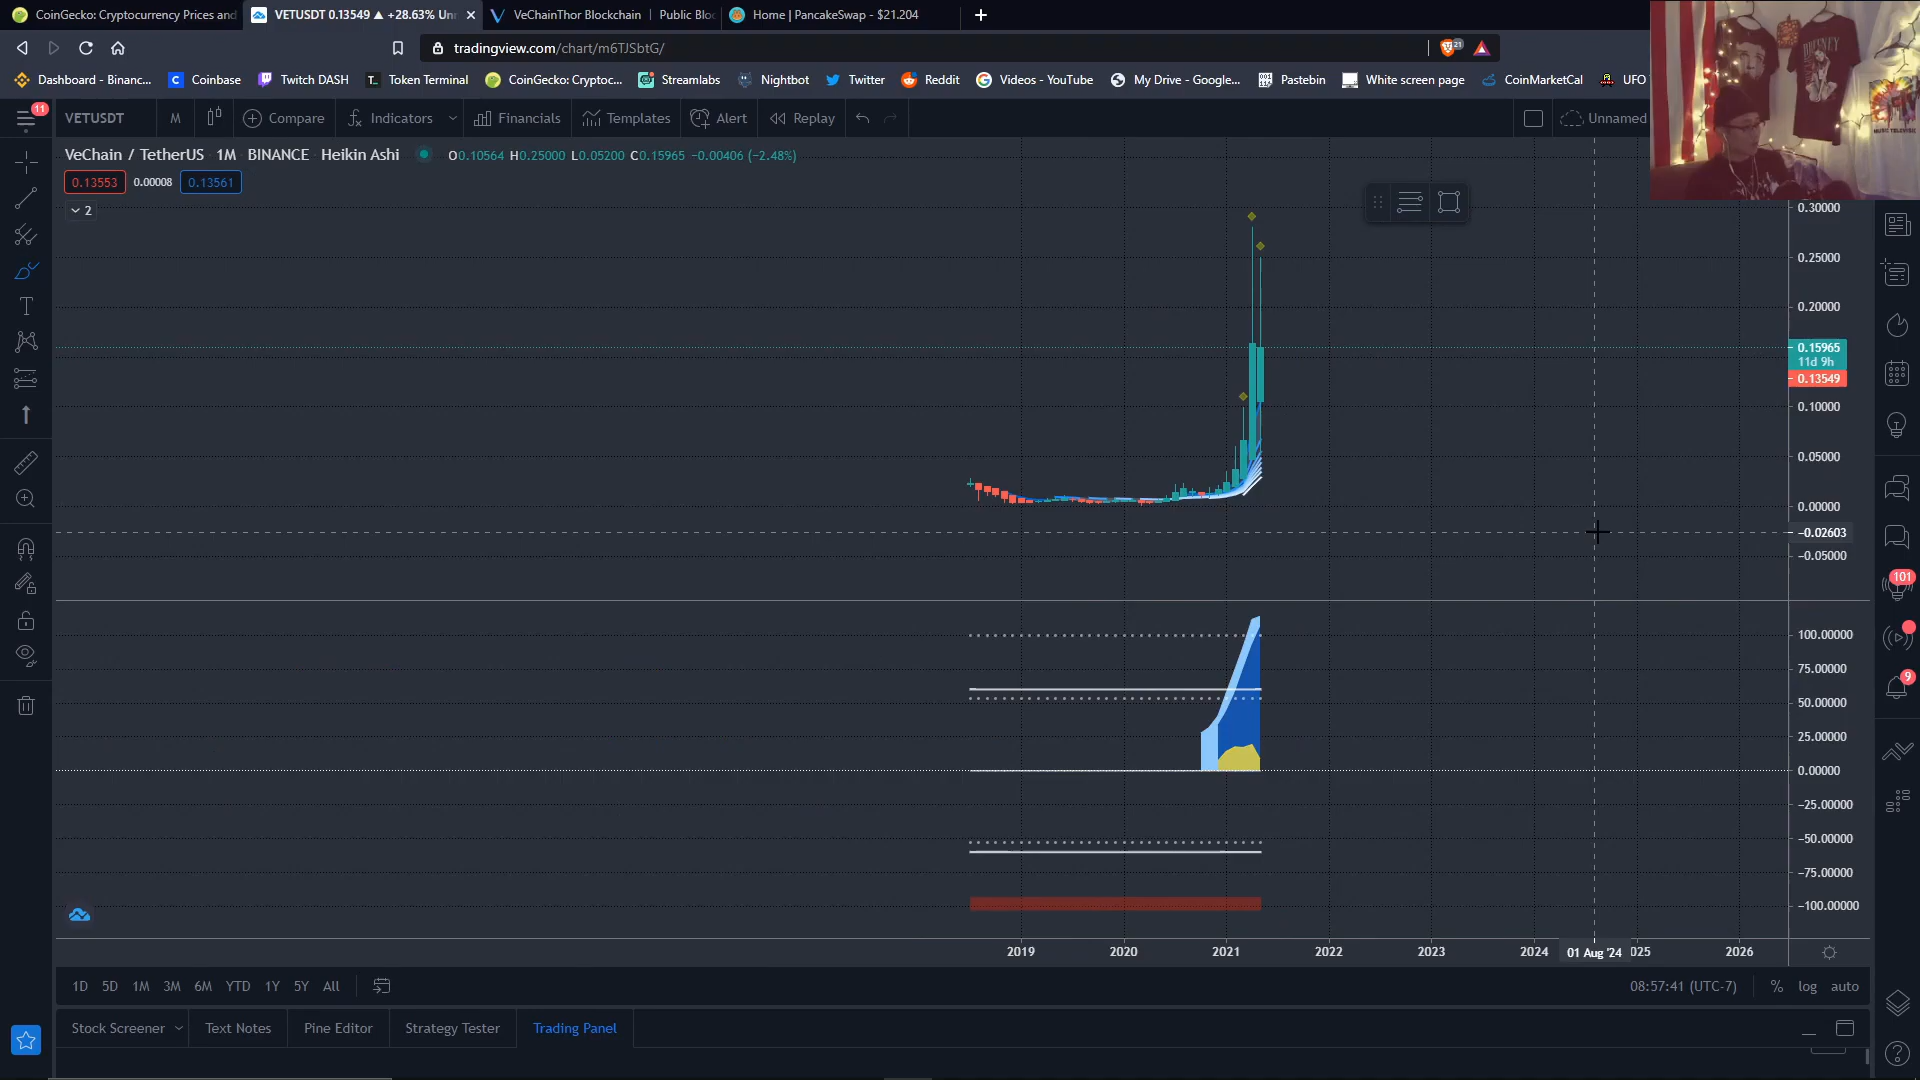 CoinGecko: Cryptocurrency Prices and
VETUSDT 0.13549 ▲ +28.63% Unn
VeChainThor Blockchain | Public Bloc
Home | PancakeSwap - $21.204
tradingview.com/chart/m6TJSbtG/
21
Dashboard - Binanc...
Coinbase
Twitch DASH
Token Terminal
CoinGecko: Cryptoc...
Streamlabs
Nightbot
Twitter
Reddit
Videos - YouTube
My Drive - Google...
Pastebin
White screen page
CoinMarketCal
UFO
11
VETUSDT
M
Compare
Indicators
Financials
Templates
Alert
Replay
Unnamed
VeChain / TetherUS 1M BINANCE Heikin Ashi
O0.10564 H0.25000 L0.05200 C0.15965 −0.00406 (−2.48%)
0.13553
0.00008
0.13561
2
0.30000
0.25000
0.20000
0.15965
11d 9h
0.13549
0.10000
0.05000
0.00000
−0.02603
−0.05000
100.00000
75.00000
50.00000
25.00000
0.00000
−25.00000
−50.00000
−75.00000
−100.00000
101
9
2019
2020
2021
2022
2023
2024
01 Aug '24
025
2026
1D
5D
1M
3M
6M
YTD
1Y
5Y
All
08:57:41 (UTC-7)
%
log
auto
Stock Screener
Text Notes
Pine Editor
Strategy Tester
Trading Panel